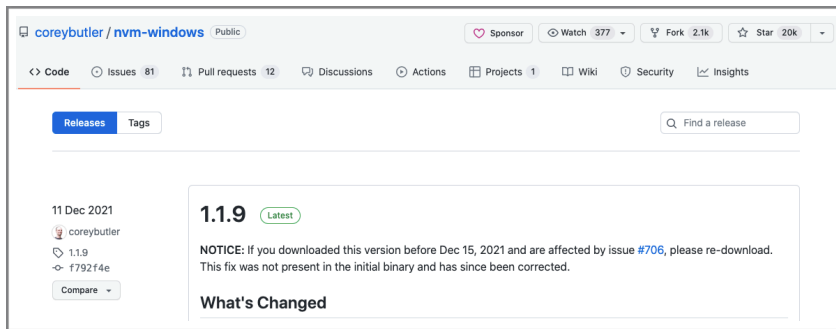 coreybutler / nvm-windows Public
Sponsor Watch 377 Fork 2.1k Star 20k
Code Issues 81 Pull requests 12 Discussions Actions Projects 1 Wiki Security Insights
Releases Tags
Find a release
11 Dec 2021
coreybutler
1.1.9
f792f4e
Compare
1.1.9 Latest
NOTICE: If you downloaded this version before Dec 15, 2021 and are affected by issue #706, please re-download.
This fix was not present in the initial binary and has since been corrected.
What's Changed